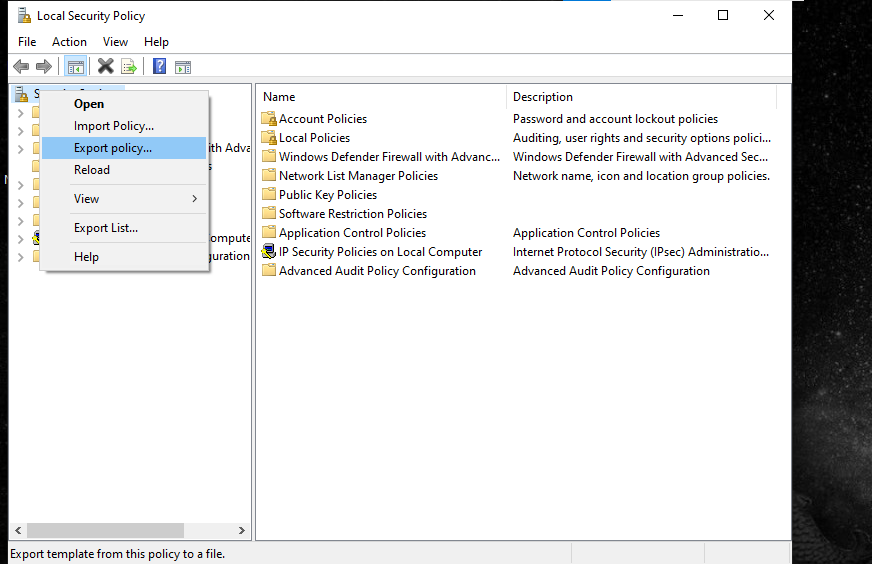 Local Security Policy
File Action View Help
Open
Import Policy...
Export policy...
Reload
View
Export List...
Help
Name Description
Account Policies Password and account lockout policies
Local Policies Auditing, user rights and security options polici...
Windows Defender Firewall with Advanc... Windows Defender Firewall with Advanced Sec...
Network List Manager Policies Network name, icon and location group policies.
Public Key Policies
Software Restriction Policies
Application Control Policies Application Control Policies
IP Security Policies on Local Computer Internet Protocol Security (IPsec) Administratio...
Advanced Audit Policy Configuration Advanced Audit Policy Configuration
Export template from this policy to a file.